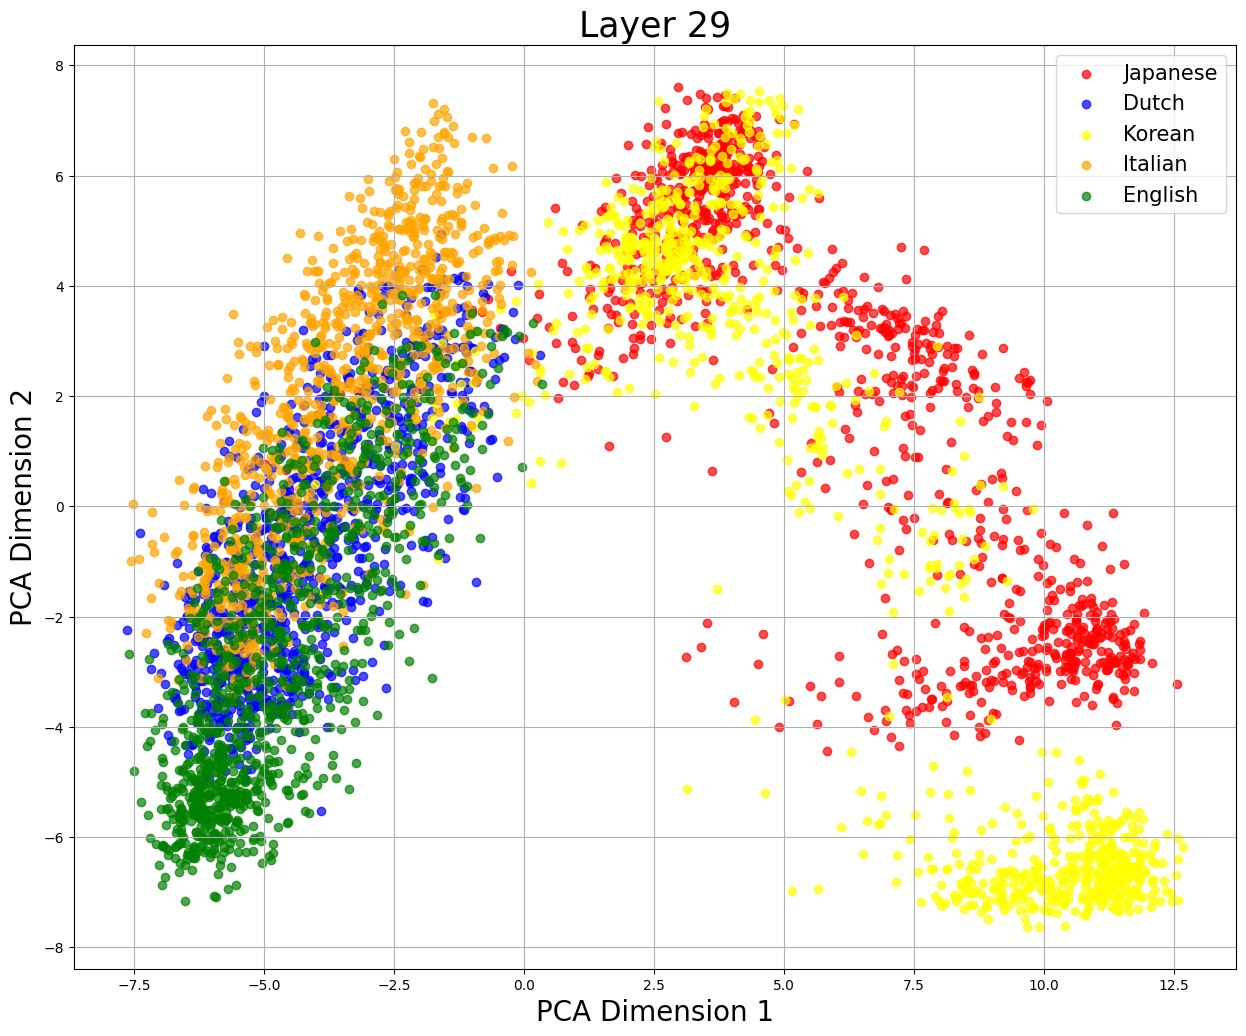 Layer 29
Japanese
Dutch
Korean
Italian
English
8
6
4
2
0
−2
−4
−6
−8
PCA Dimension 2
−7.5 −5.0 −2.5 0.0 2.5 5.0 7.5 10.0 12.5
PCA Dimension 1